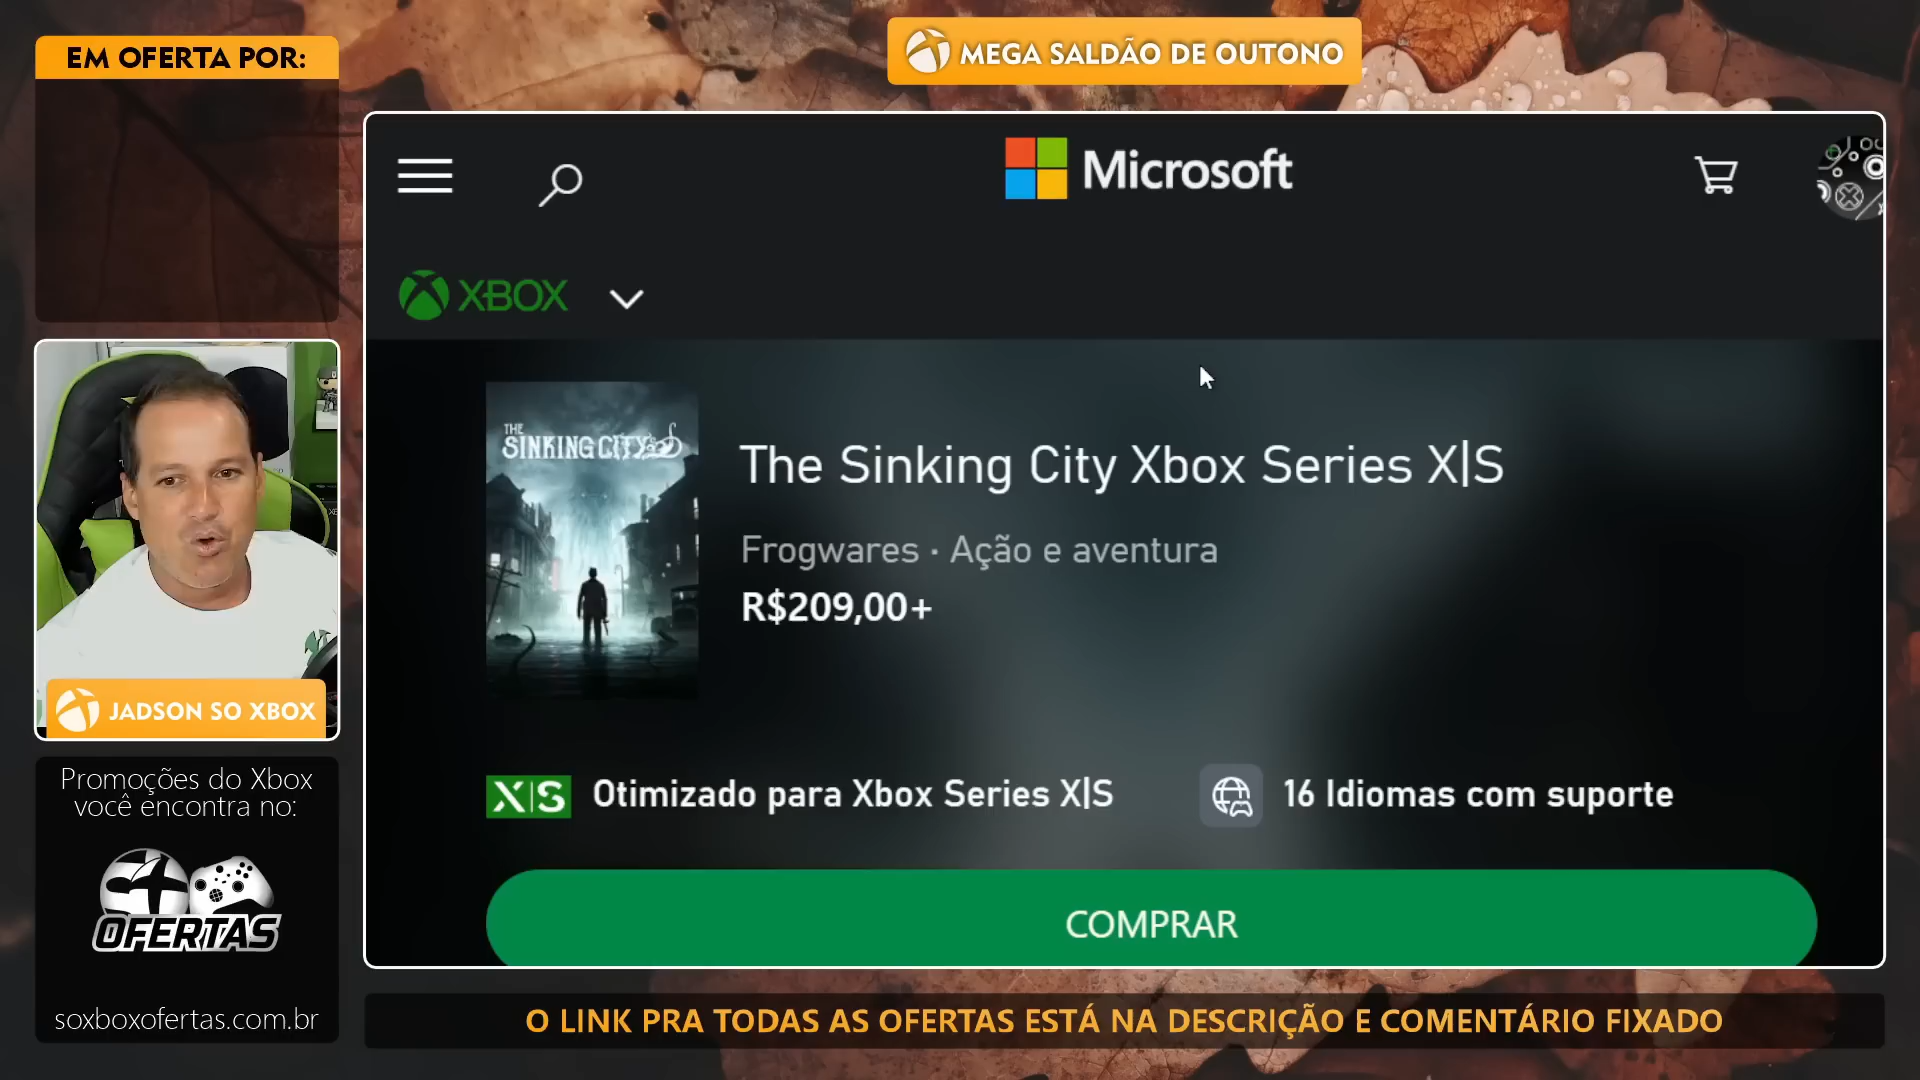 EM OFERTA POR:
MEGA SALDÃO DE OUTONO
Microsoft
XBOX
THE
SINKING CITY
The Sinking City Xbox Series X|S
Frogwares • Ação e aventura
R$209,00+
X|S Otimizado para Xbox Series X|S
16 Idiomas com suporte
COMPRAR
JADSON SO XBOX
Promoções do Xbox
você encontra no:
OFERTAS
soxboxofertas.com.br
O LINK PRA TODAS AS OFERTAS ESTÁ NA DESCRIÇÃO E COMENTÁRIO FIXADO